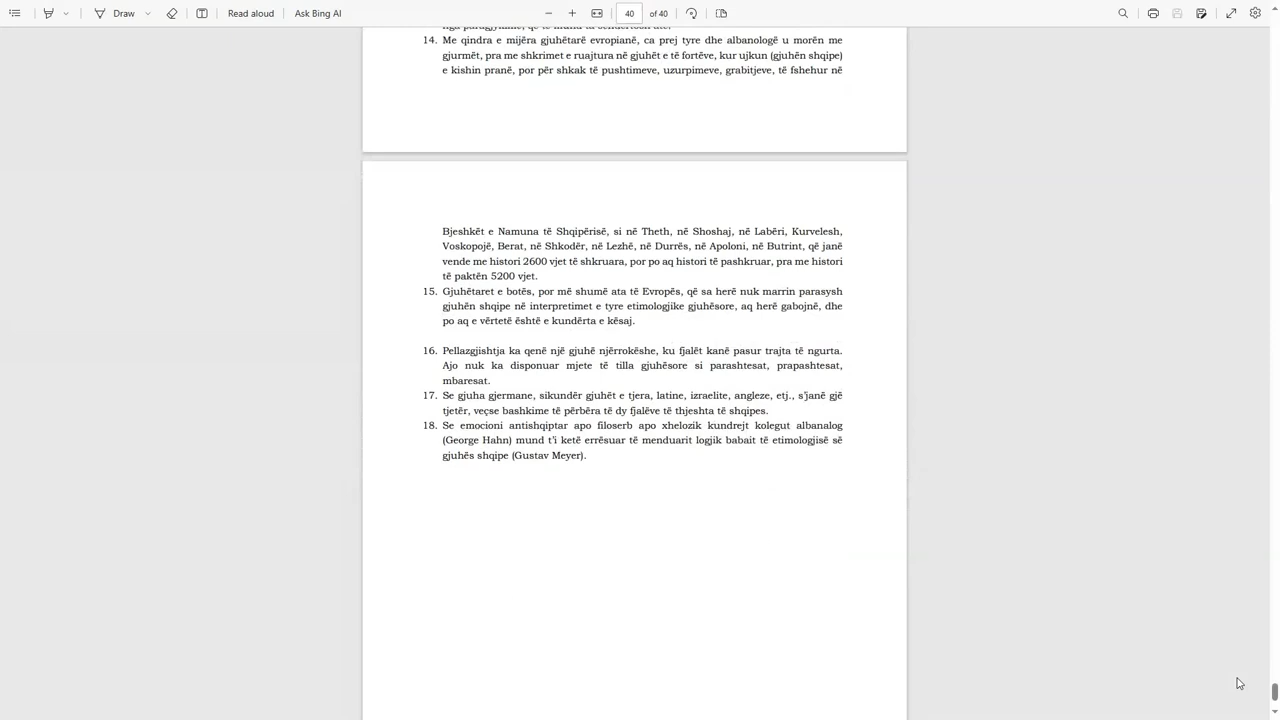 Draw
Read aloud
Ask Bing AI
40 of 40
14. Me qindra e mijëra gjuhëtarë evropianë, ca prej tyre dhe albanologë u morën me
gjurmët, pra me shkrimet e ruajtura në gjuhët e të fortëve, kur ujkun (gjuhën shqipe)
e kishin pranë, por për shkak të pushtimeve, uzurpimeve, grabitjeve, të fshehur në
Bjeshkët e Namuna të Shqipërisë, si në Theth, në Shoshaj, në Labëri, Kurvelesh,
Voskopojë, Berat, në Shkodër, në Lezhë, në Durrës, në Apoloni, në Butrint, që janë
vende me histori 2600 vjet të shkruara, por po aq histori të pashkruar, pra me histori
të paktën 5200 vjet.
15. Gjuhëtaret e botës, por më shumë ata të Evropës, që sa herë nuk marrin parasysh
gjuhën shqipe në interpretimet e tyre etimologjike gjuhësore, aq herë gabojnë, dhe
po aq e vërtetë është e kundërta e kësaj.
16. Pellazgjishtja ka qenë një gjuhë njërrokëshe, ku fjalët kanë pasur trajta të ngurta.
Ajo nuk ka disponuar mjete të tilla gjuhësore si parashtesat, prapashtesat,
mbaresat.
17. Se gjuha gjermane, sikundër gjuhët e tjera, latine, izraelite, angleze, etj., s'janë gjë
tjetër, veçse bashkime të përbëra të dy fjalëve të thjeshta të shqipes.
18. Se emocioni antishqiptar apo filoserb apo xhelozik kundrejt kolegut albanalog
(George Hahn) mund t'i ketë errësuar të menduarit logjik babait të etimologjisë së
gjuhës shqipe (Gustav Meyer).